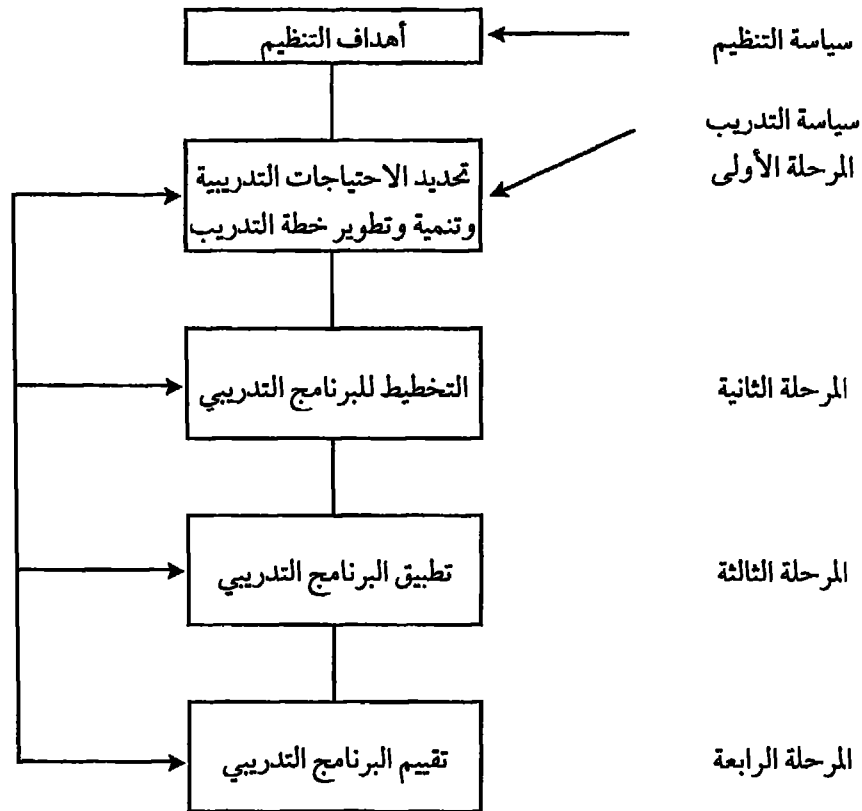 سياسة التنظيم
أهداف التنظيم
سياسة التدريب
المرحلة الأولى
تحديد الاحتياجات التدريبية
وتنمية وتطوير خطة التدريب
المرحلة الثانية
التخطيط للبرنامج التدريبي
المرحلة الثالثة
تطبيق البرنامج التدريبي
المرحلة الرابعة
تقييم البرنامج التدريبي